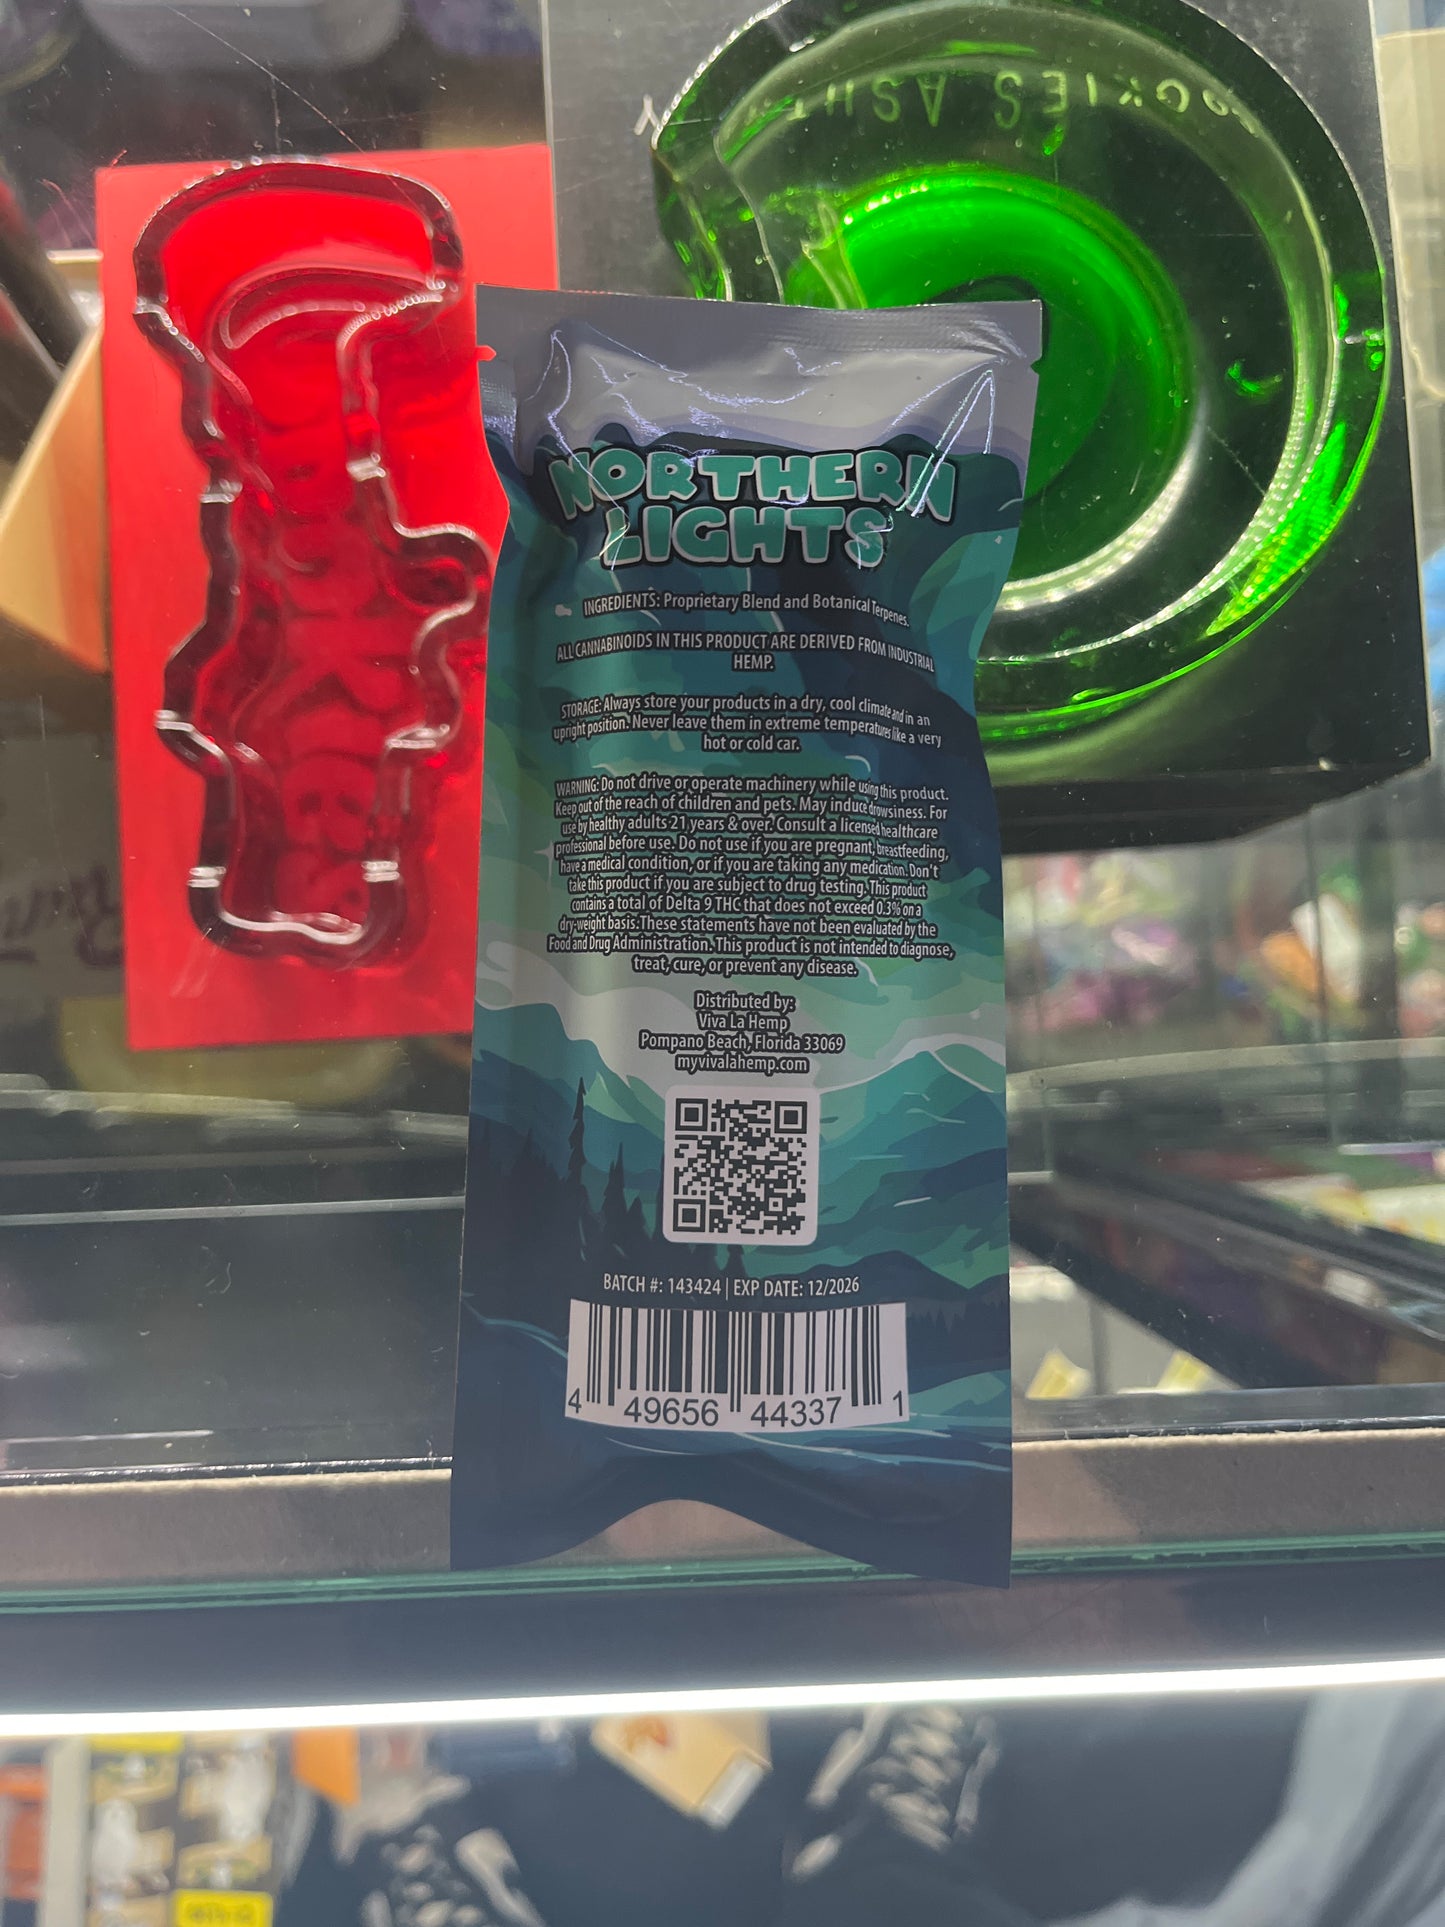 NORTHERN
LIGHTS
INGREDIENTS: Proprietary Blend and Botanical Terpenes.
ALL CANNABINOIDS IN THIS PRODUCT ARE DERIVED FROM INDUSTRIAL
HEMP.
STORAGE: Always store your products in a dry, cool climate and in an
upright position. Never leave them in extreme temperatures like a very
hot or cold car.
WARNING: Do not drive or operate machinery while using this product.
Keep out of the reach of children and pets. May induce drowsiness. For
use by healthy adults 21 years & over. Consult a licensed healthcare
professional before use. Do not use if you are pregnant, breastfeeding,
have a medical condition, or if you are taking any medication. Don't
take this product if you are subject to drug testing. This product
contains a total of Delta 9 THC that does not exceed 0.3% on a
dry-weight basis. These statements have not been evaluated by the
Food and Drug Administration. This product is not intended to diagnose,
treat, cure, or prevent any disease.
Distributed by:
Viva La Hemp
Pompano Beach, Florida 33069
myvivalahemp.com
BATCH #: 143424 | EXP DATE: 12/2026
4 49656 44337 1